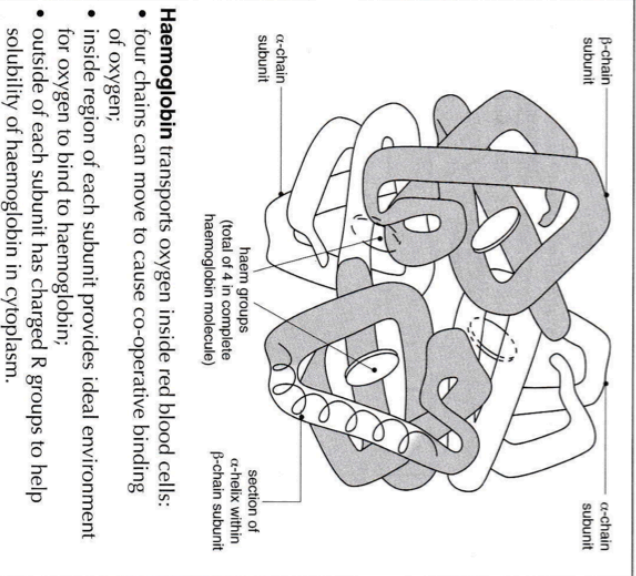 β-chain
subunit
α-chain
subunit
α-chain
subunit
haem groups
(total of 4 in complete
haemoglobin molecule)
section of
α-helix within
β-chain subunit
Haemoglobin transports oxygen inside red blood cells:
• four chains can move to cause co-operative binding
of oxygen;
• inside region of each subunit provides ideal environment
for oxygen to bind to haemoglobin;
• outside of each subunit has charged R groups to help
solubility of haemoglobin in cytoplasm.